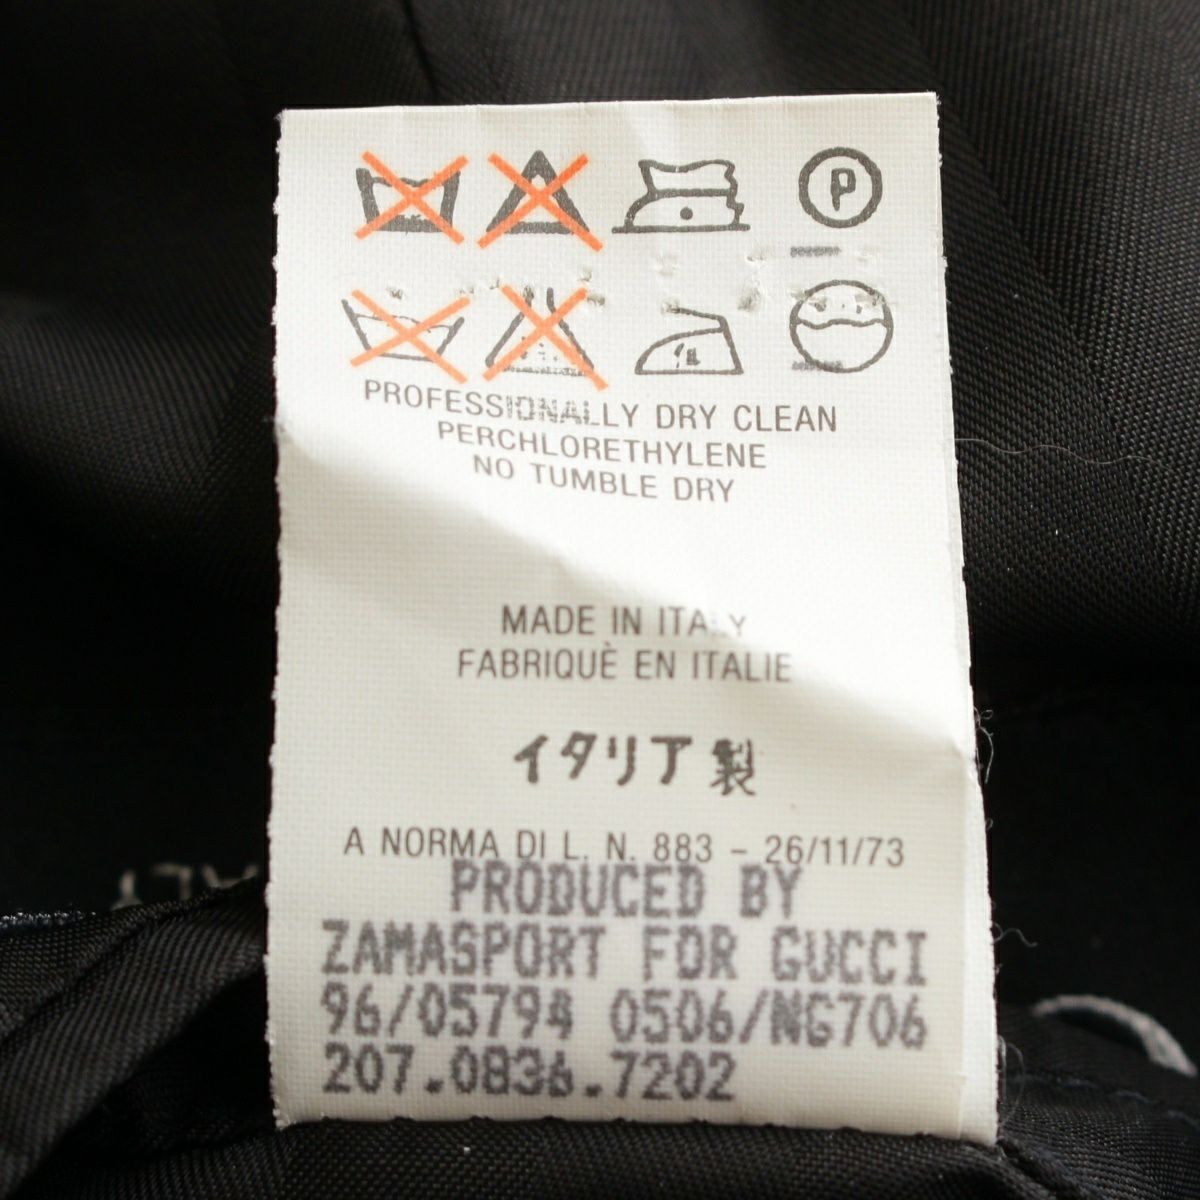 P
PROFESSIONALLY DRY CLEAN
PERCHLORETHYLENE
NO TUMBLE DRY
MADE IN ITALY
FABRIQUÈ EN ITALIE
イタリア製
A NORMA DI L. N. 883 - 26/11/73
PRODUCED BY
ZAMASPORT FOR GUCCI
96/05794 0506/NG706
207.0836.7202